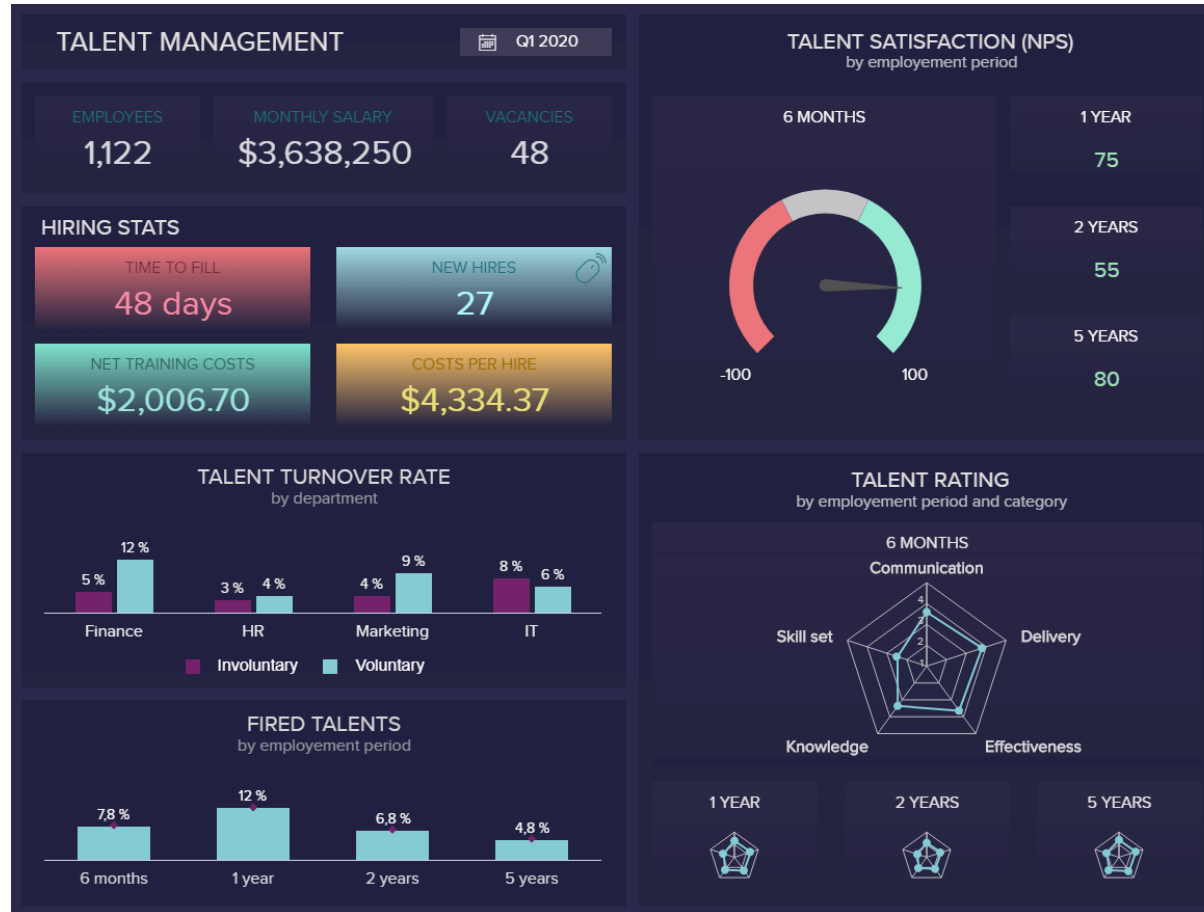 TALENT MANAGEMENT
Q1 2020
EMPLOYEES
1,122
MONTHLY SALARY
$3,638,250
VACANCIES
48
HIRING STATS
TIME TO FILL
48 days
NEW HIRES
27
NET TRAINING COSTS
$2,006.70
COSTS PER HIRE
$4,334.37
TALENT TURNOVER RATE
by department
5 % 12 % 3 % 4 % 4 % 9 % 8 % 6 %
Finance HR Marketing IT
Involuntary Voluntary
FIRED TALENTS
by employement period
7,8 % 12 % 6,8 % 4,8 %
6 months 1 year 2 years 5 years
TALENT SATISFACTION (NPS)
by employement period
6 MONTHS
-100 100
1 YEAR
75
2 YEARS
55
5 YEARS
80
TALENT RATING
by employement period and category
6 MONTHS
Communication
4
3
Skill set 2 Delivery
1
Knowledge Effectiveness
1 YEAR 2 YEARS 5 YEARS